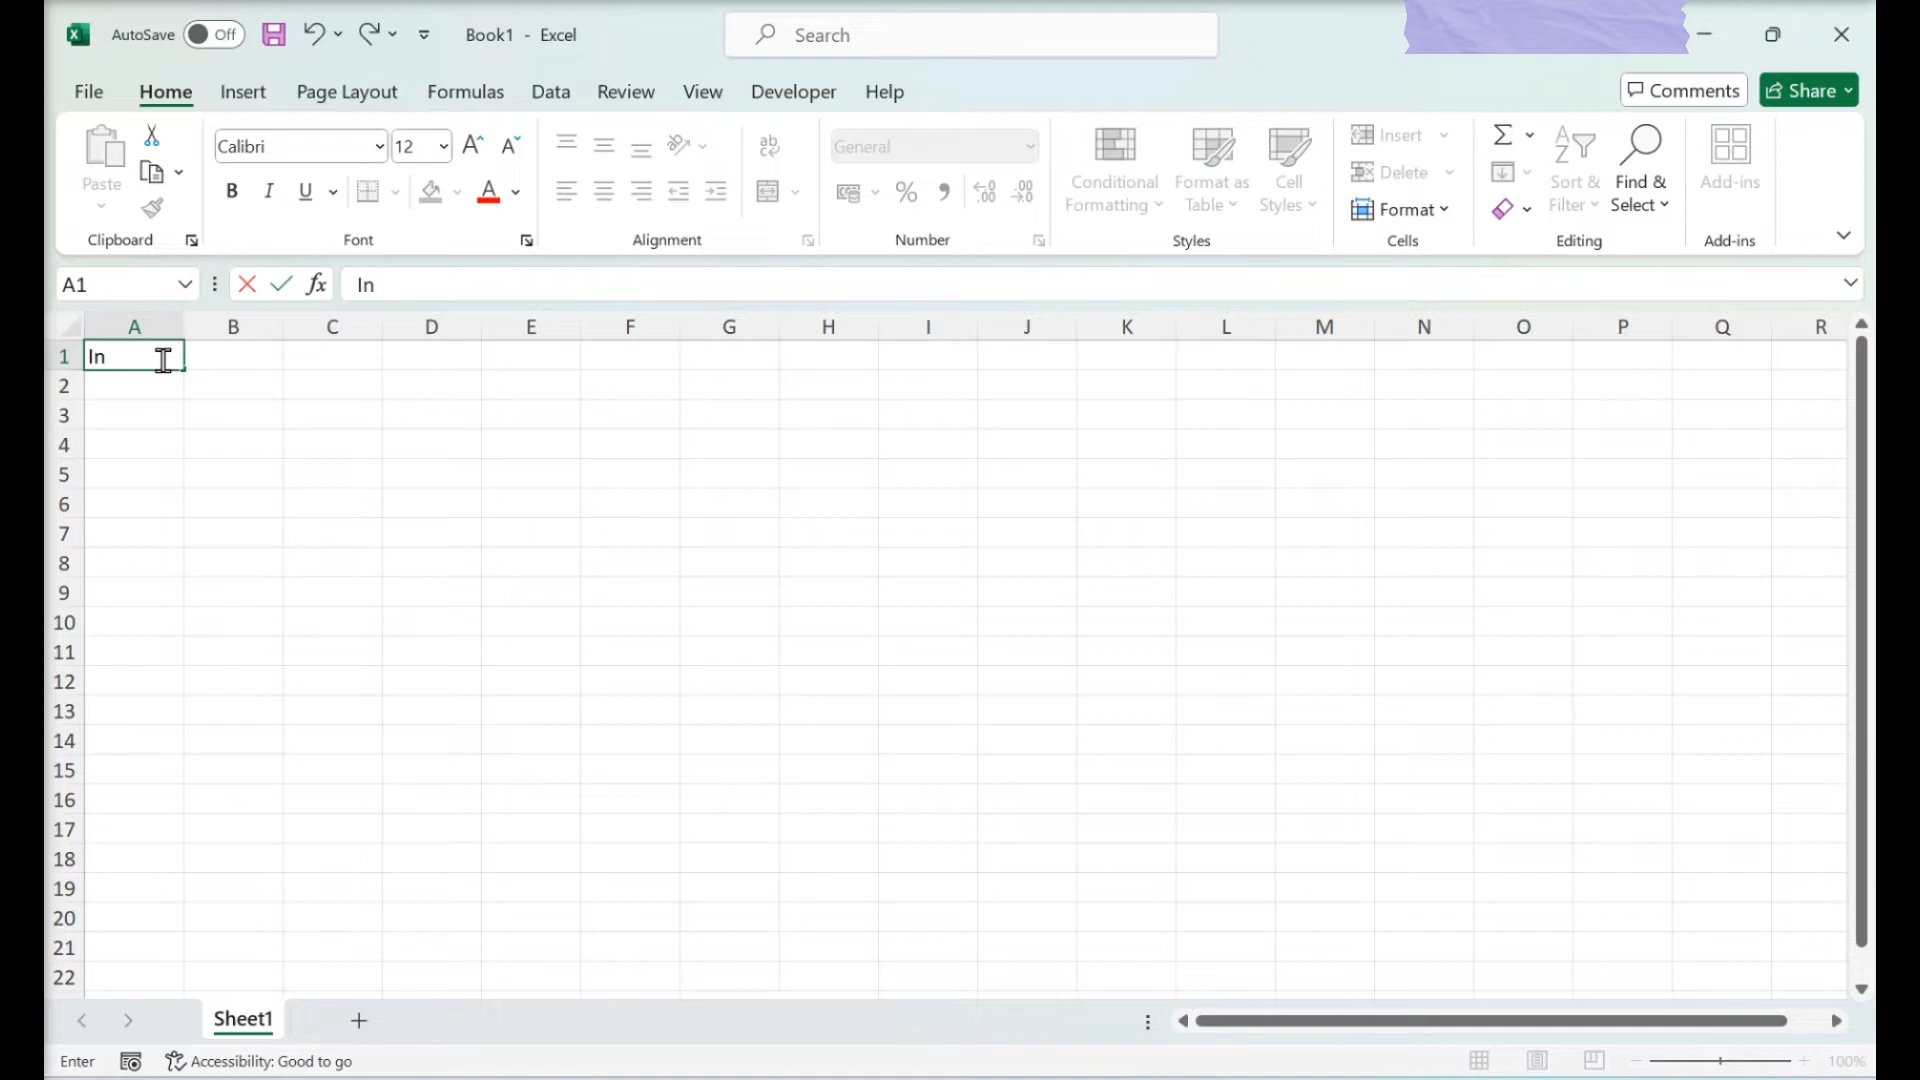 AutoSave Off Book1 - Excel Search
File Home Insert Page Layout Formulas Data Review View Developer Help Comments Share
Paste Calibri 12 B I U A ab General % , Conditional Formatting Format as Table Cell Styles Insert Delete Format Σ Sort & Filter Find & Select Add-ins
Clipboard Font Alignment Number Styles Cells Editing Add-ins
A1 fx In
A B C D E F G H I J K L M N O P Q R
1 In
2
3
4
5
6
7
8
9
10
11
12
13
14
15
16
17
18
19
20
21
22
Sheet1
Enter Accessibility: Good to go 100%